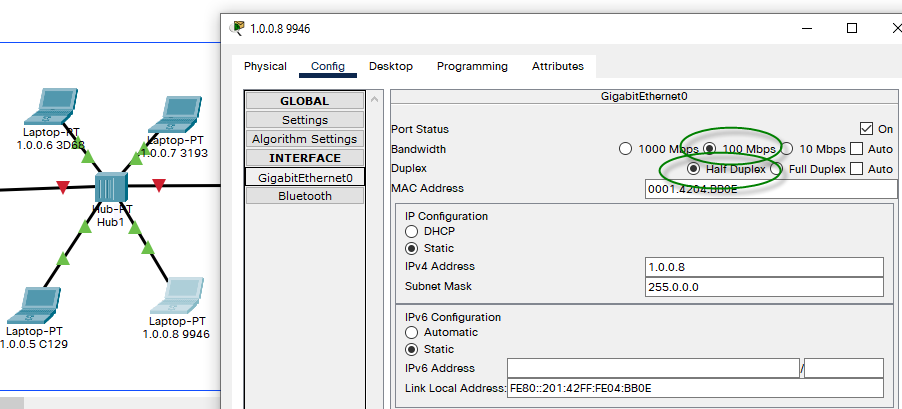 1.0.0.8 9946
Physical Config Desktop Programming Attributes
GLOBAL
Settings
Algorithm Settings
INTERFACE
GigabitEthernet0
Bluetooth
GigabitEthernet0
Port Status On
Bandwidth 1000 Mbps 100 Mbps 10 Mbps Auto
Duplex Half Duplex Full Duplex Auto
MAC Address 0001.4204.BB0E
IP Configuration
DHCP
Static
IPv4 Address 1.0.0.8
Subnet Mask 255.0.0.0
IPv6 Configuration
Automatic
Static
IPv6 Address /
Link Local Address: FE80::201:42FF:FE04:BB0E
Laptop-PT
1.0.0.6 3D68
Laptop-PT
1.0.0.7 3193
Hub-PT
Hub1
Laptop-PT
1.0.0.5 C129
Laptop-PT
1.0.0.8 9946